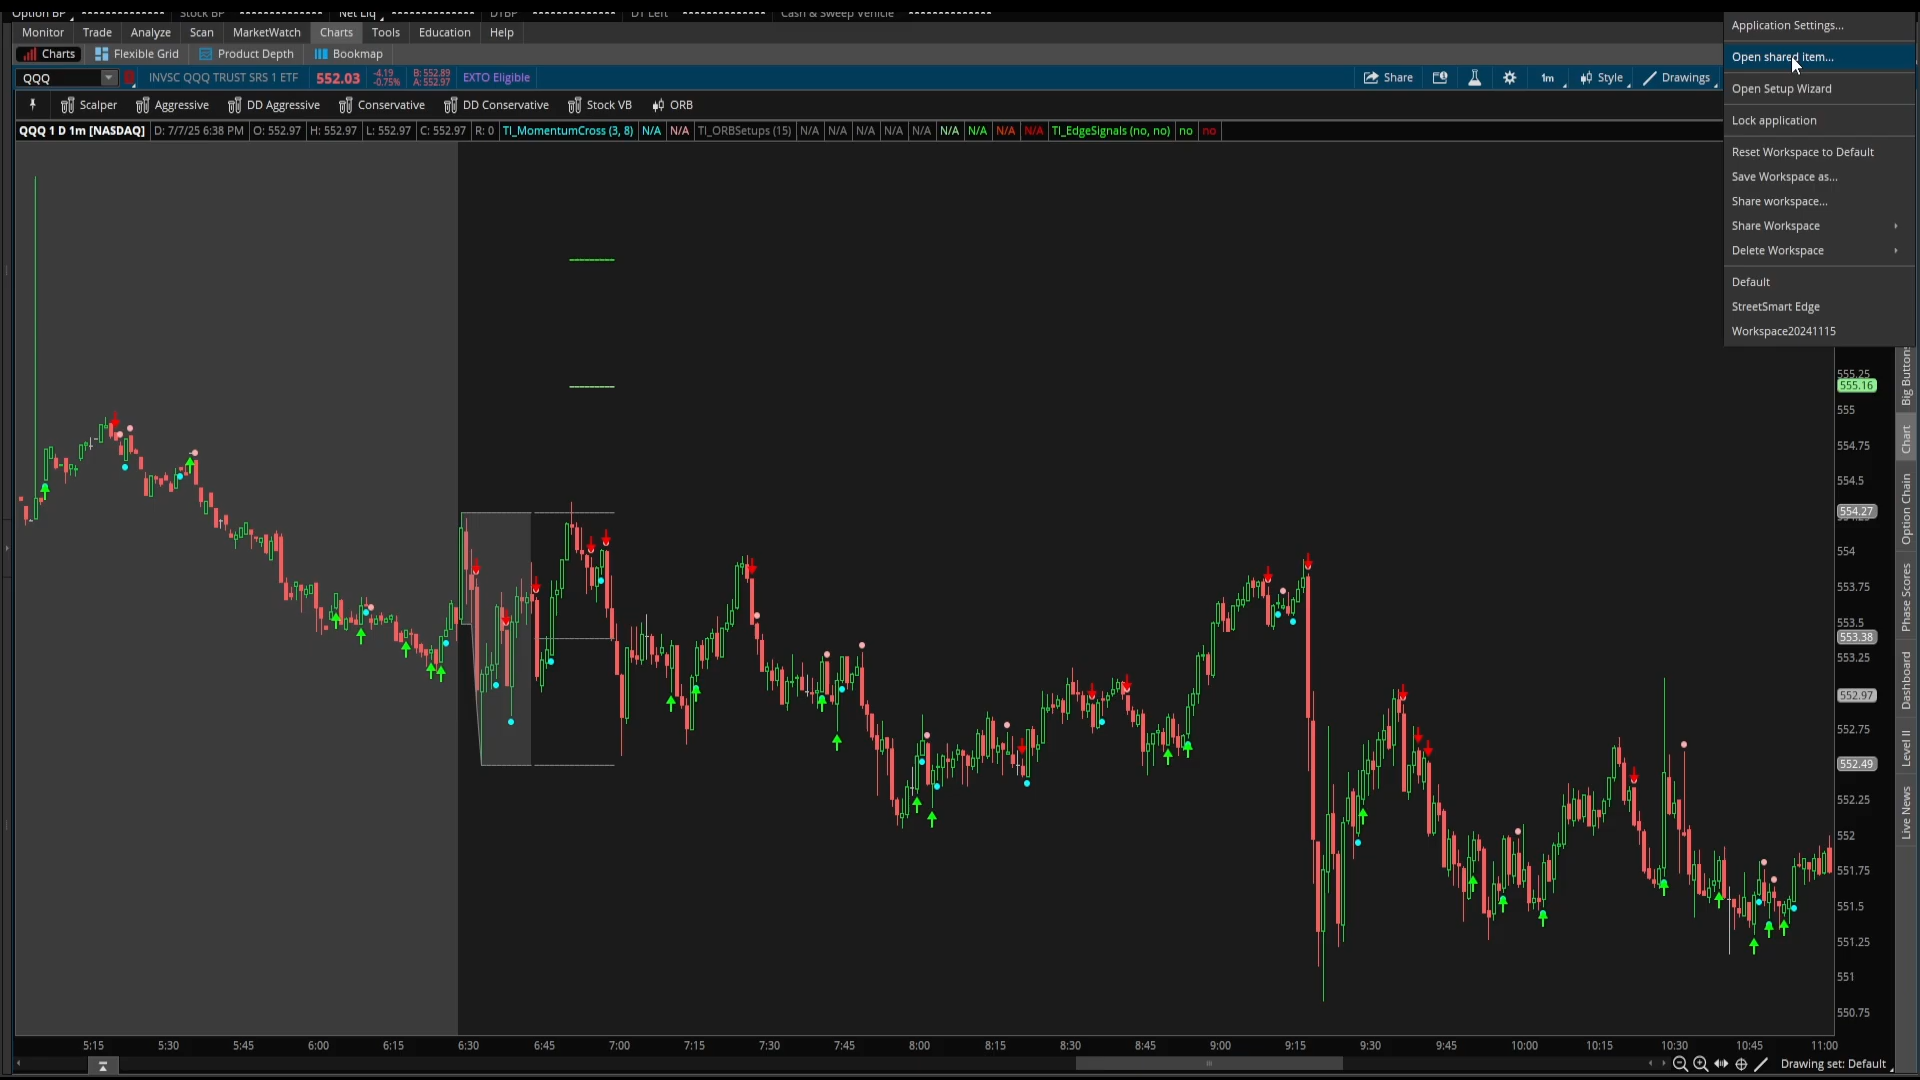 Option BP
Stock BP
Net Liq
DTBP
DT Left
Cash & Sweep Vehicle
Monitor Trade Analyze Scan MarketWatch Charts Tools Education Help
Charts Flexible Grid Product Depth Bookmap
QQQ INVSC QQQ TRUST SRS 1 ETF 552.03 -4.19 B: 552.89 EXTO Eligible Share 1m Style Drawings
-0.75% A: 552.97
Scalper Aggressive DD Aggressive Conservative DD Conservative Stock VB ORB
QQQ 1 D 1m [NASDAQ] D: 7/7/25 6:38 PM O: 552.97 H: 552.97 L: 552.97 C: 552.97 R: 0 TI_MomentumCross (3, 8) N/A N/A TI_ORBSetups (15) N/A N/A N/A N/A N/A N/A N/A N/A N/A TI_EdgeSignals (no, no) no no
Application Settings...
Open shared item...
Open Setup Wizard
Lock application
Reset Workspace to Default
Save Workspace as...
Share workspace...
Share Workspace
Delete Workspace
Default
StreetSmart Edge
Workspace20241115
555.25
555.16
555
554.75
554.5
554.27
554
553.75
553.5
553.38
553.25
552.97
552.75
552.49
552.25
552
551.75
551.5
551.25
551
550.75
Big Buttons
Chart
Option Chain
Phase Scores
Dashboard
Level II
Live News
5:15 5:30 5:45 6:00 6:15 6:30 6:45 7:00 7:15 7:30 7:45 8:00 8:15 8:30 8:45 9:00 9:15 9:30 9:45 10:00 10:15 10:30 10:45 11:00
Drawing set: Default